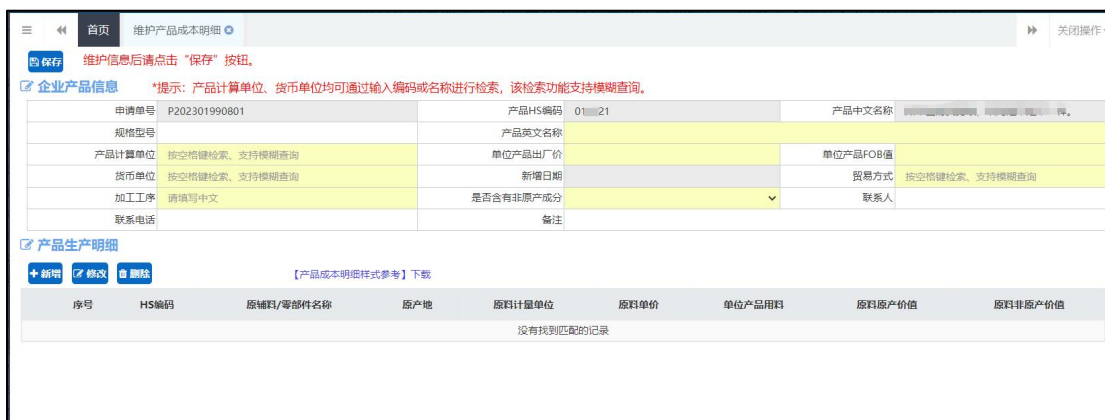 首页 维护产品成本明细 关闭操作
保存 维护信息后请点击“保存”按钮。
企业产品信息 *提示：产品计算单位、货币单位均可通过输入编码或名称进行检索，该检索功能支持模糊查询。
申请单号 P202301990801 产品HS编码 01 21 产品中文名称
规格型号 产品英文名称
产品计算单位 按空格键检索、支持模糊查询 单位产品出厂价 单位产品FOB值
货币单位 按空格键检索、支持模糊查询 新增日期 贸易方式 按空格键检索、支持模糊查询
加工工序 请填写中文 是否含有非原产成分 联系人
联系电话 备注
产品生产明细
新增 修改 删除 【产品成本明细样式参考】下载
序号 HS编码 原辅料/零部件名称 原产地 原料计量单位 原料单价 单位产品用料 原料原产价值 原料非原产价值
没有找到匹配的记录